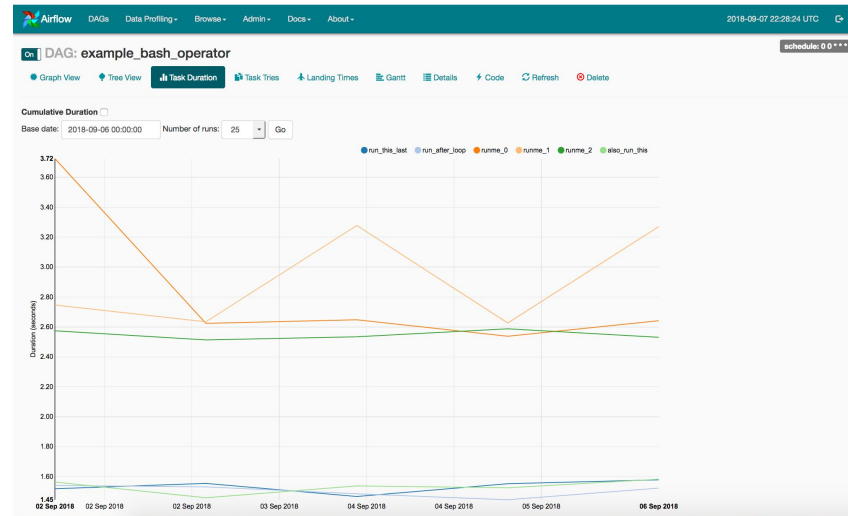 Airflow DAGs Data Profiling Browse Admin Docs About 2018-09-07 22:28:24 UTC
On DAG: example_bash_operator schedule: 0 0 * * *
Graph View Tree View Task Duration Task Tries Landing Times Gantt Details Code Refresh Delete
Cumulative Duration
Base date: 2018-09-06 00:00:00 Number of runs: 25 Go
run_this_last run_after_loop runme_0 runme_1 runme_2 also_run_this
3.72
3.60
3.40
3.20
3.00
2.80
2.60
2.40
2.20
2.00
1.80
1.60
1.45
Duration (seconds)
02 Sep 2018 02 Sep 2018 02 Sep 2018 03 Sep 2018 04 Sep 2018 04 Sep 2018 05 Sep 2018 06 Sep 2018